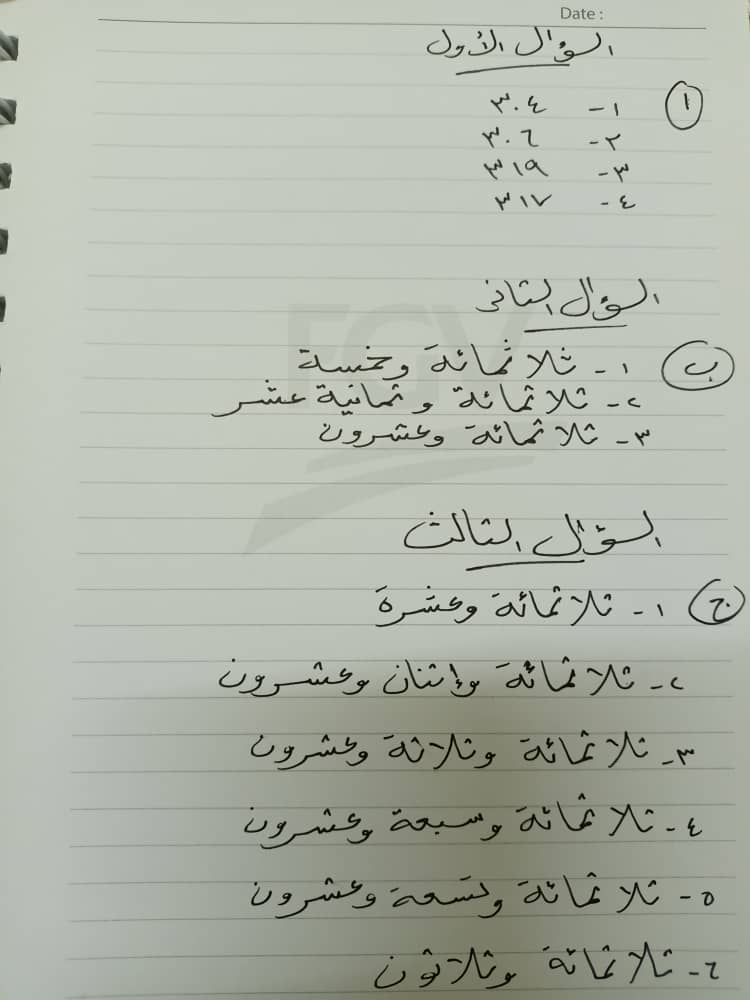 Date :
السؤال الأول
١
١- ٣٠٤
٢- ٣٠٦
٣- ٣١٩
٤- ٣١٧
السؤال الثانى
ب
١- ثلاثمائة وخمسة
٢- ثلاثمائة وثمانية عشر
٣- ثلاثمائة وعشرون
السؤال الثالث
ج
١- ثلاثمائة وعشرة
٢- ثلاثمائة وإثنان وعشرون
٣- ثلاثمائة وثلاثة وعشرون
٤- ثلاثمائة وسبعة وعشرون
٥- ثلاثمائة وتسعة وعشرون
٦- ثلاثمائة وثلاثون